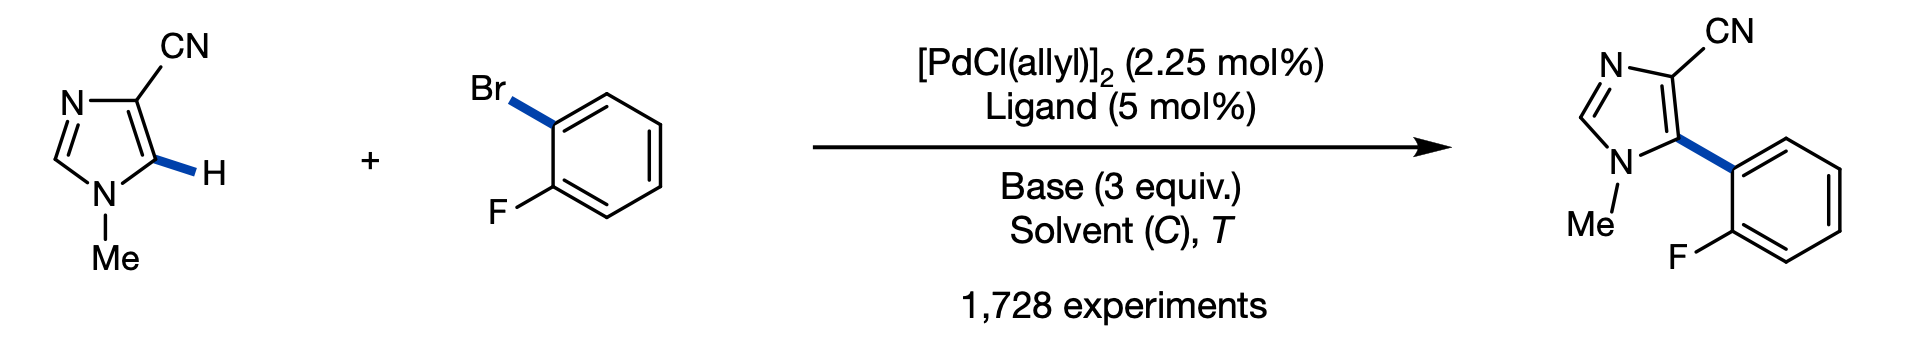 CN
N
H
N
Me
+
Br
F
[PdCl(allyl)]2 (2.25 mol%)
Ligand (5 mol%)
Base (3 equiv.)
Solvent (C), T
1,728 experiments
CN
N
N
Me
F